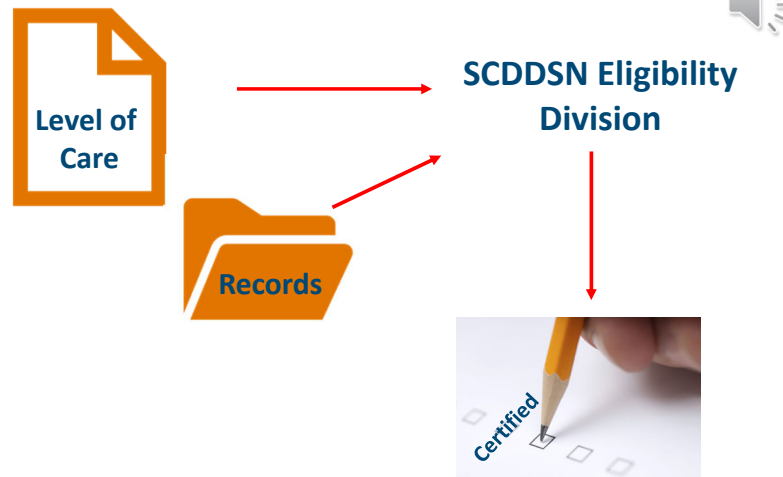 Level of
Care
SCDDSN Eligibility
Division
Records
Certified